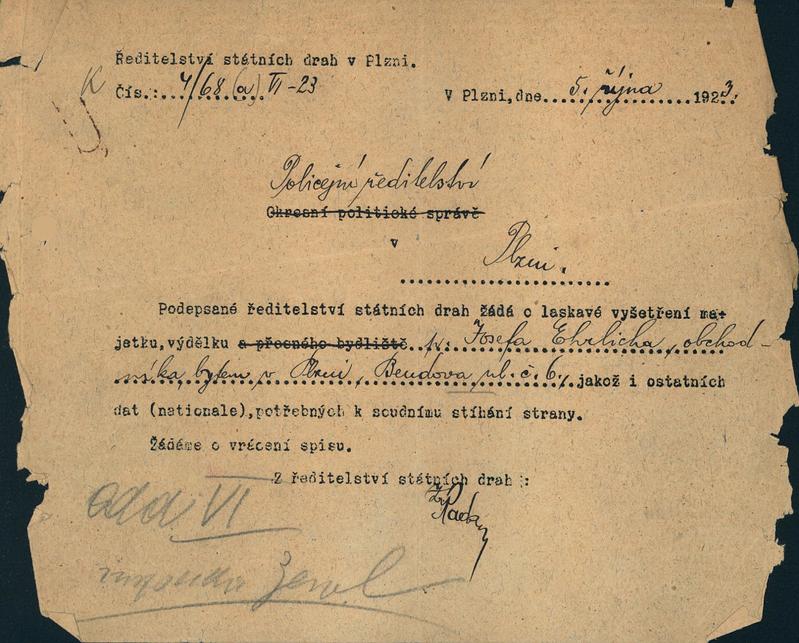 Ředitelství státních drah v Plzni.
K Čís.: 4/68 (a) VI-23
V Plzni, dne 5. října 1923.
Policejní ředitelství
Okresní politické správě
v
Plzni.
Podepsané ředitelství státních drah žádá o laskavé vyšetření ma-
jetku, výdělku a přesného bydliště p. Josefa Ehrlicha, obchod-
níka, bytem v Plzni, Bendova ul. č. 6, jakož i ostatních
dat (nationale), potřebných k soudnímu stíhání strany.
Žádáme o vrácení spisu.
Z ředitelství státních drah:
odd. VI